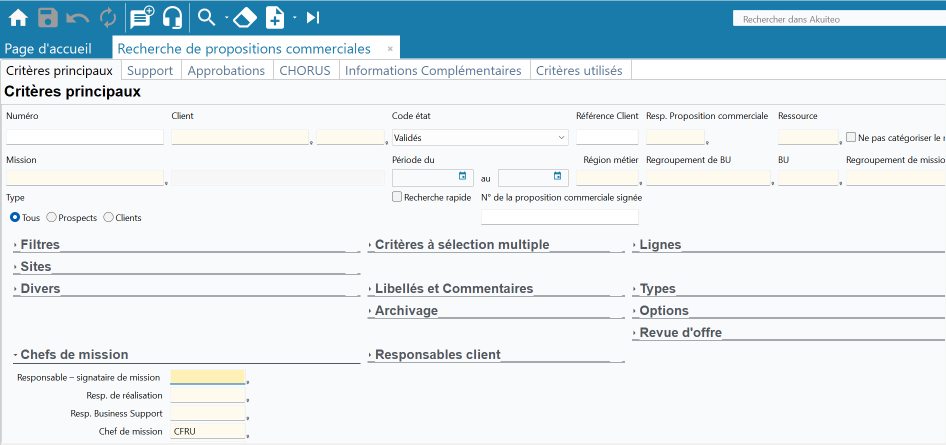 Rechercher dans Akuiteo
Page d'accueil Recherche de propositions commerciales ×
Critères principaux Support Approbations CHORUS Informations Complémentaires Critères utilisés
Critères principaux
Numéro Client Code état Référence Client Resp. Proposition commerciale Ressource
Validés Ne pas catégoriser le
Mission Période du Région métier Regroupement de BU BU Regroupement de missio
au
Type Recherche rapide N° de la proposition commerciale signée
Tous Prospects Clients
Filtres Critères à sélection multiple Lignes
Sites
Divers Libellés et Commentaires Types
Archivage Options
Revue d'offre
Chefs de mission Responsables client
Responsable – signataire de mission
Resp. de réalisation
Resp. Business Support
Chef de mission CFRU